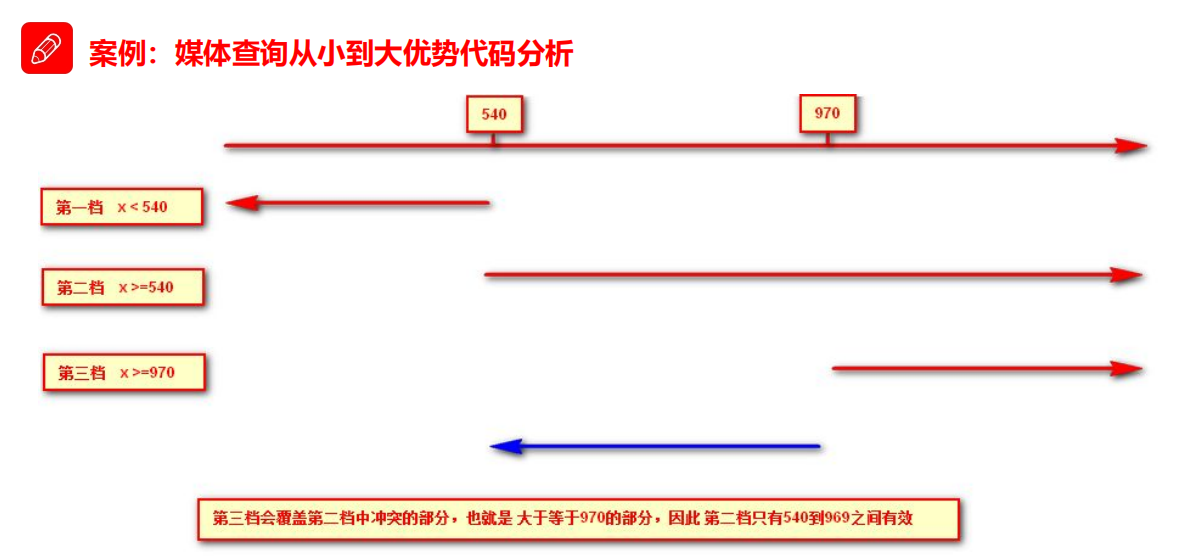 案例：媒体查询从小到大优势代码分析
540
970
第一档 x < 540
第二档 x >=540
第三档 x >=970
第三档会覆盖第二档中冲突的部分，也就是 大于等于970的部分，因此 第二档只有540到969之间有效